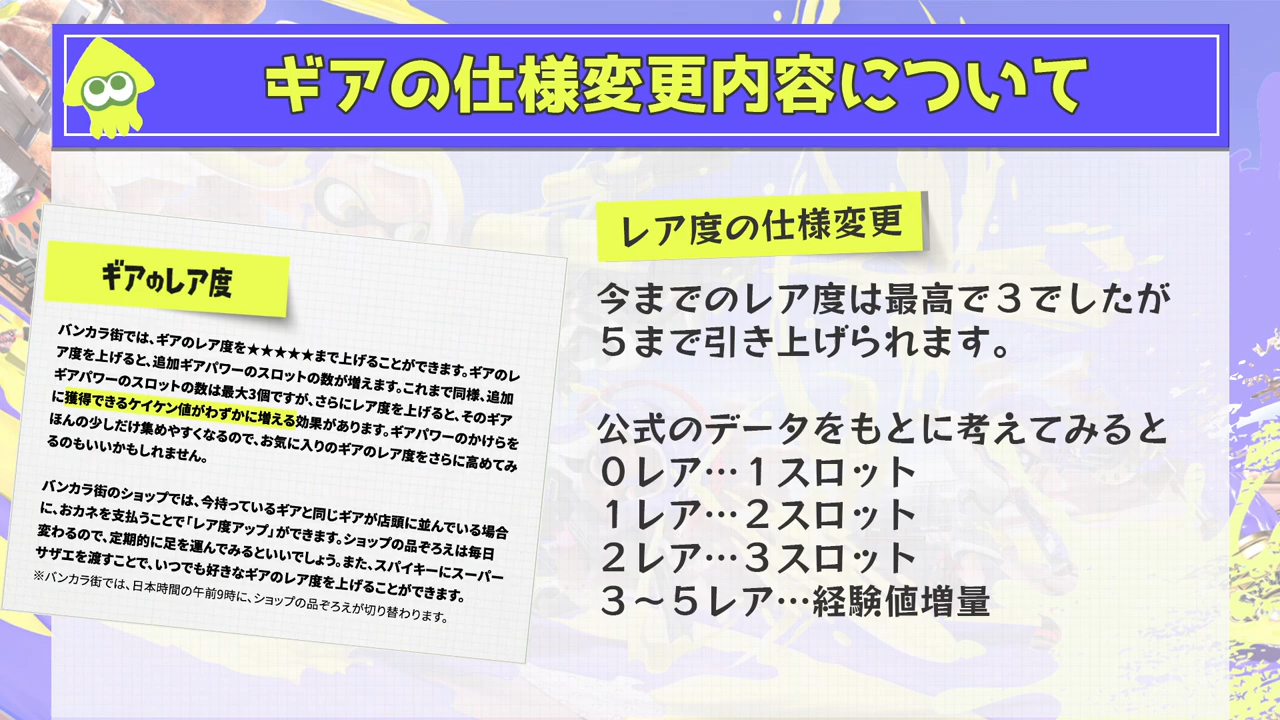 ギアの仕様変更内容について
ギアのレア度
バンカラ街では、ギアのレア度を★★★★★まで上げることができます。ギアのレ
ア度を上げると、追加ギアパワーのスロットの数が増えます。これまで同様、追加
ギアパワーのスロットの数は最大3個ですが、さらにレア度を上げると、そのギア
に獲得できるケイケン値がわずかに増える効果があります。ギアパワーのかけらを
ほんの少しだけ集めやすくなるので、お気に入りのギアのレア度をさらに高めてみ
るのもいいかもしれません。
バンカラ街のショップでは、今持っているギアと同じギアが店頭に並んでいる場合
に、おカネを支払うことで「レア度アップ」ができます。ショップの品ぞろえは毎日
変わるので、定期的に足を運んでみるといいでしょう。また、スパイキーにスーパー
サザエを渡すことで、いつでも好きなギアのレア度を上げることができます。
※バンカラ街では、日本時間の午前9時に、ショップの品ぞろえが切り替わります。
レア度の仕様変更
今までのレア度は最高で３でしたが
５まで引き上げられます。
公式のデータをもとに考えてみると
０レア…１スロット
１レア…２スロット
２レア…３スロット
３～５レア…経験値増量